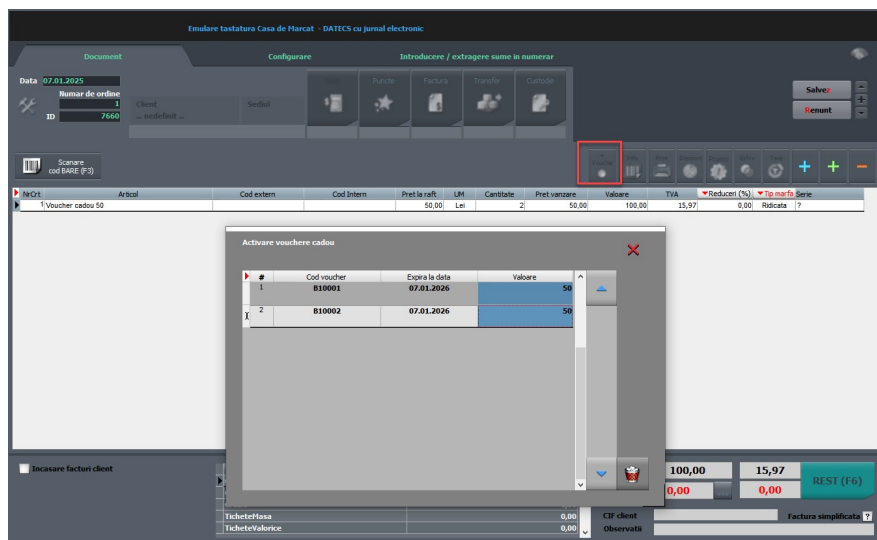 Emulare tastatura Casa de Marcat - DATECS cu jurnal electronic
Document Configurare Introducere / extragere sume in numerar
Data 07.01.2025
Numar de ordine
1
ID 7660
Client
... nedefinit ...
Sediul
Puncte Factura Transfer Custodie
Salvez
Renunt
Scanare
cod BARE (F3)
Voucher
NrCrt Articol Cod extern Cod Intern Pret la raft UM Cantitate Pret vanzare Valoare TVA Reduceri (%) Tip marfa Serie
1 Voucher cadou 50 50,00 Lei 2 50,00 100,00 15,97 0,00 Ridicata ?
Activare vouchere cadou
# Cod voucher Expira la data Valoare
1 B10001 07.01.2026 50
2 B10002 07.01.2026 50
Incasare facturi client
100,00 15,97
0,00 ... 0,00
REST (F6)
TicheteMasa 0,00
TicheteValorice 0,00
CIF client
Factura simplificata ?
Observatii